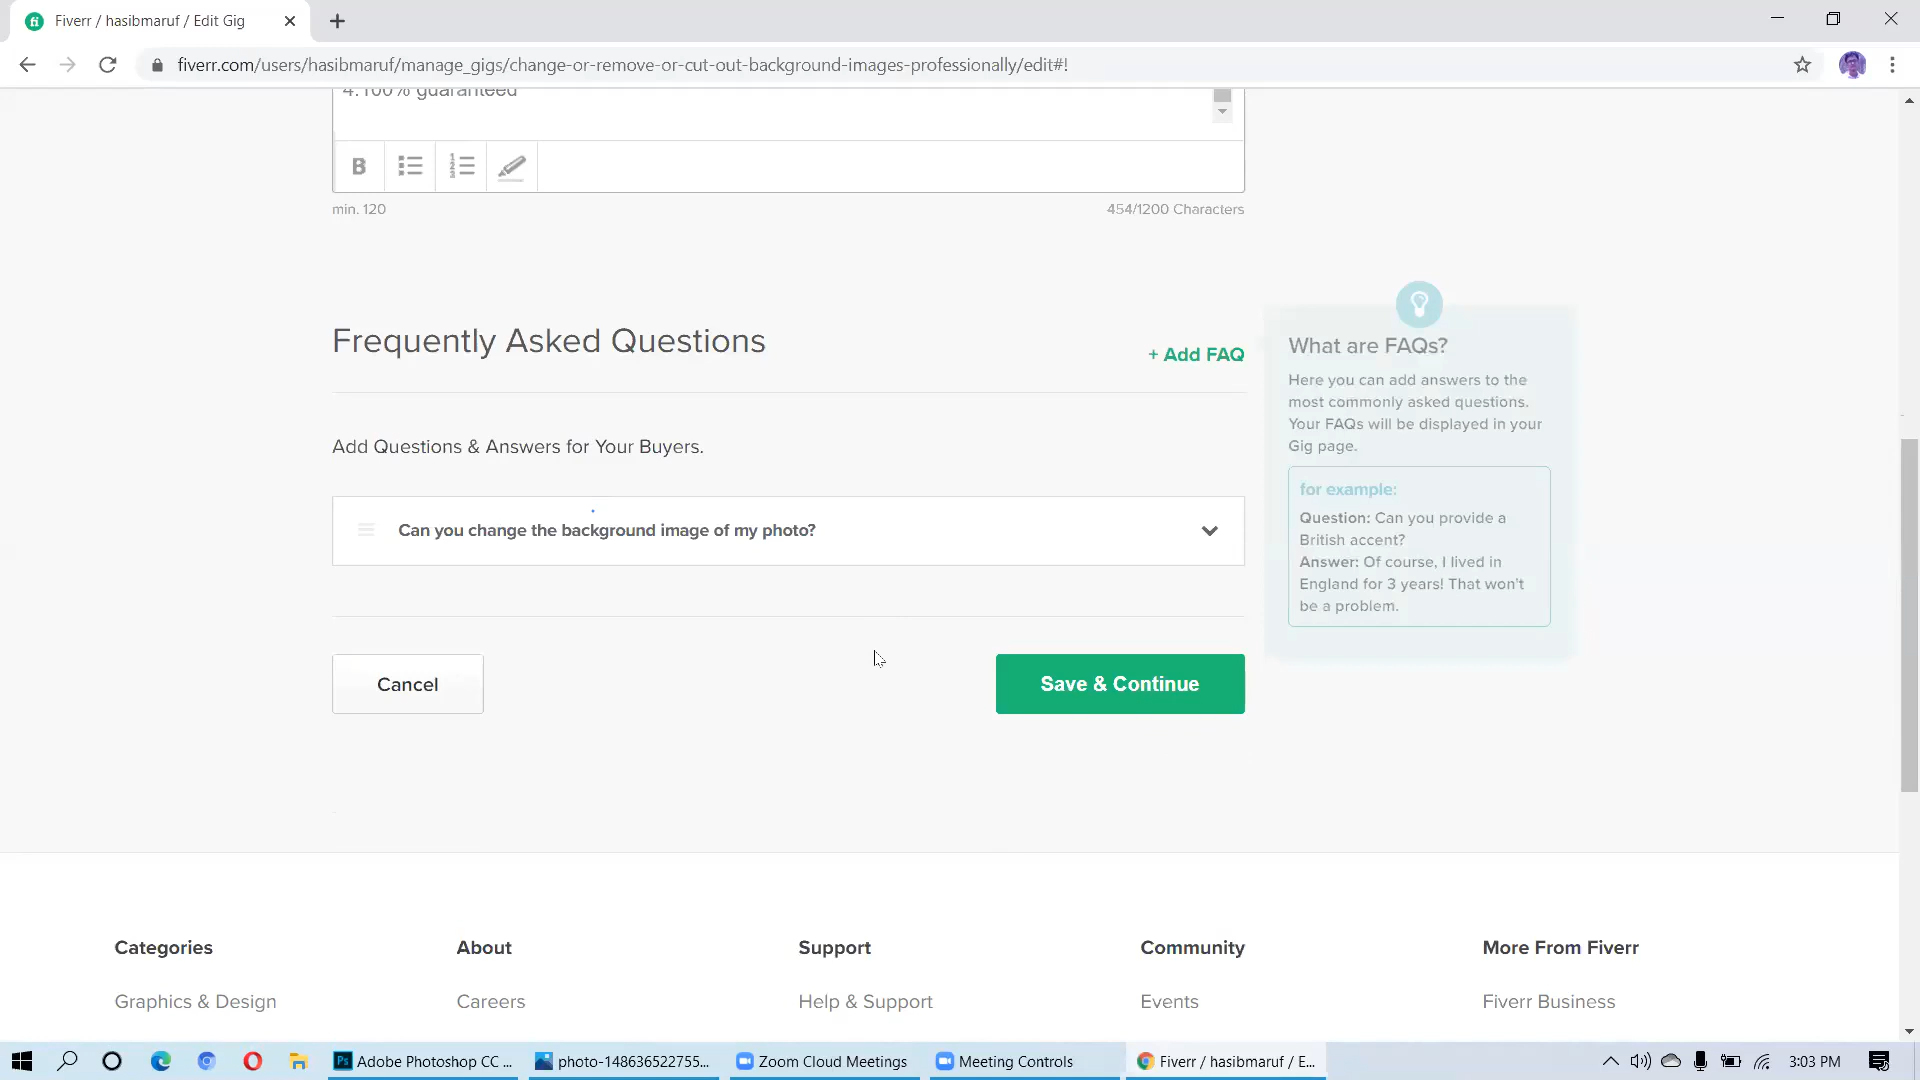 Fiverr / hasibmaruf / Edit Gig
fiverr.com/users/hasibmaruf/manage_gigs/change-or-remove-or-cut-out-background-images-professionally/edit#!
4.100% guaranteed
B
min. 120
454/1200 Characters
Frequently Asked Questions
+ Add FAQ
Add Questions & Answers for Your Buyers.
Can you change the background image of my photo?
Cancel
Save & Continue
What are FAQs?
Here you can add answers to the
most commonly asked questions.
Your FAQs will be displayed in your
Gig page.
for example:
Question: Can you provide a
British accent?
Answer: Of course, I lived in
England for 3 years! That won't
be a problem.
Categories
About
Support
Community
More From Fiverr
Graphics & Design
Careers
Help & Support
Events
Fiverr Business
Adobe Photoshop CC ...
photo-148636522755...
Zoom Cloud Meetings
Meeting Controls
Fiverr / hasibmaruf / E...
3:03 PM